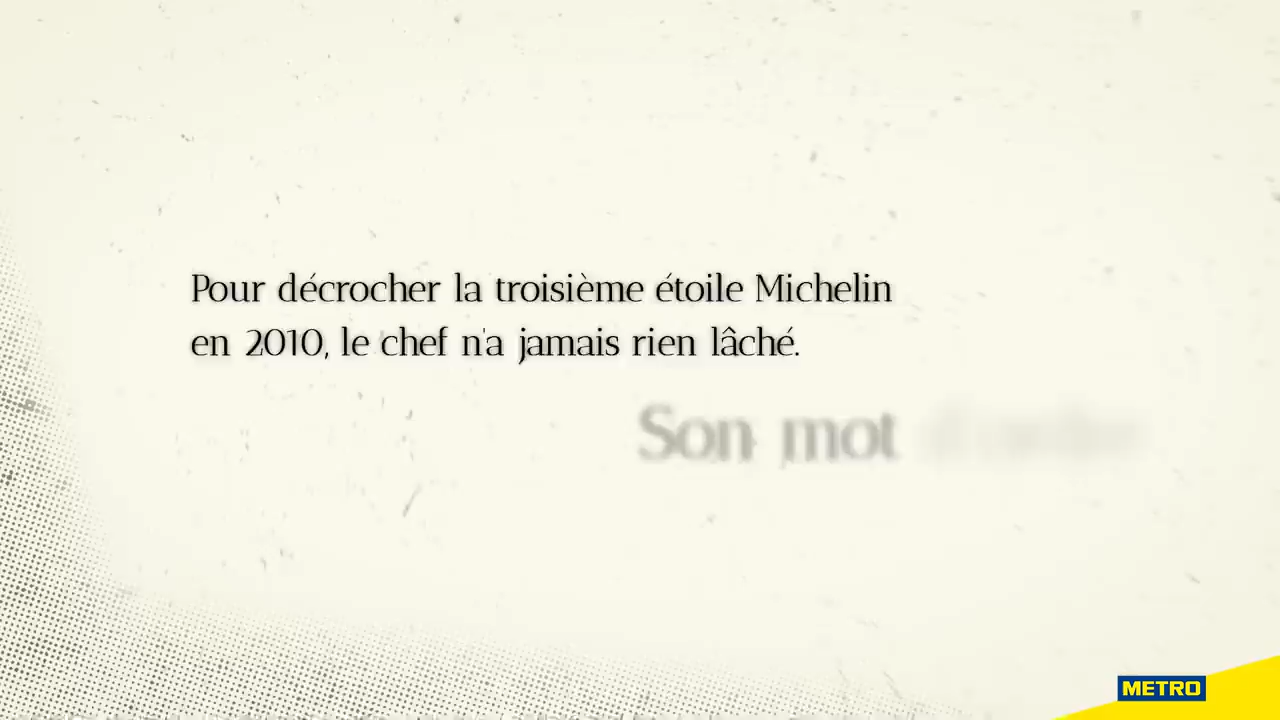 Pour décrocher la troisième étoile Michelin
en 2010, le chef n'a jamais rien lâché.
Son mot
METRO